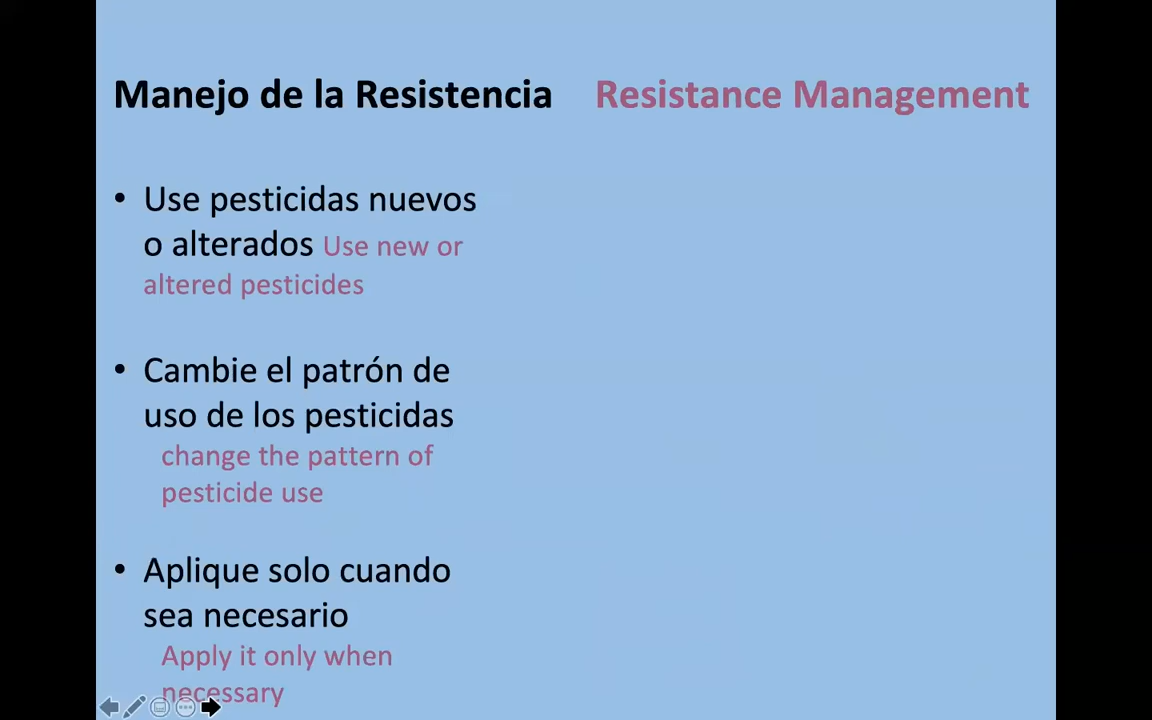 Manejo de la Resistencia Resistance Management
• Use pesticidas nuevos
o alterados Use new or
altered pesticides
• Cambie el patrón de
uso de los pesticidas
change the pattern of
pesticide use
• Aplique solo cuando
sea necesario
Apply it only when
necessary